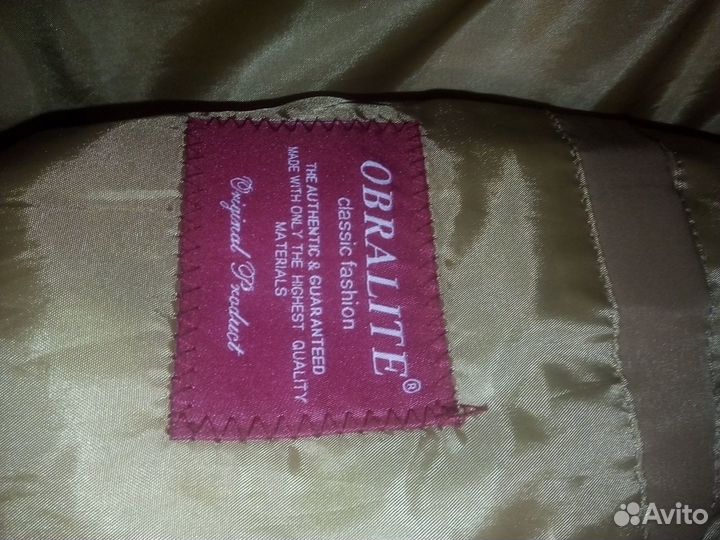 OBRALITE®
classic fashion
THE AUTHENTIC & GUARANTEED
MADE WITH ONLY THE HIGHEST QUALITY
MATERIALS
Original Product
Avito